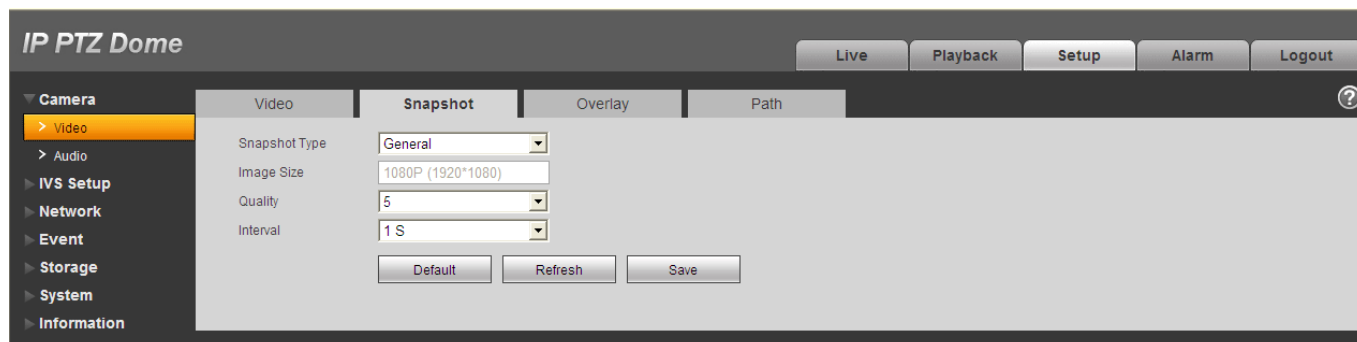 IP PTZ Dome
Live Playback Setup Alarm Logout
Camera
> Video
> Audio
IVS Setup
Network
Event
Storage
System
Information
Video Snapshot Overlay Path
?
Snapshot Type General
Image Size 1080P (1920*1080)
Quality 5
Interval 1 S
Default Refresh Save